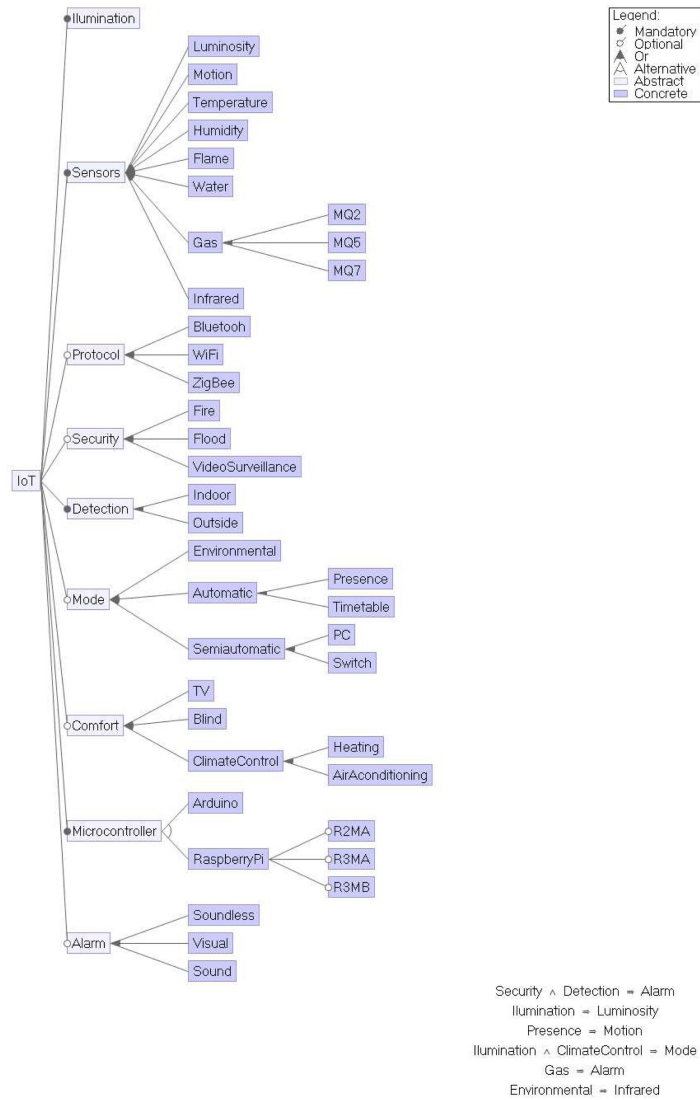 Ilumination
Legend:
Mandatory
Optional
Or
Alternative
Abstract
Concrete
Luminosity
Motion
Temperature
Humidity
Flame
Water
Sensors
Gas
MQ2
MQ5
MQ7
Infrared
Bluetooh
Protocol
WiFi
ZigBee
Fire
Security
Flood
VideoSurveillance
IoT
Indoor
Detection
Outside
Environmental
Mode
Automatic
Presence
Timetable
Semiautomatic
PC
Switch
TV
Comfort
Blind
ClimateControl
Heating
AirAconditioning
Arduino
Microcontroller
RaspberryPi
R2MA
R3MA
R3MB
Soundless
Alarm
Visual
Sound
Security ∧ Detection ⇒ Alarm
Ilumination ⇒ Luminosity
Presence ⇒ Motion
Ilumination ∧ ClimateControl ⇒ Mode
Gas ⇒ Alarm
Environmental ⇒ Infrared